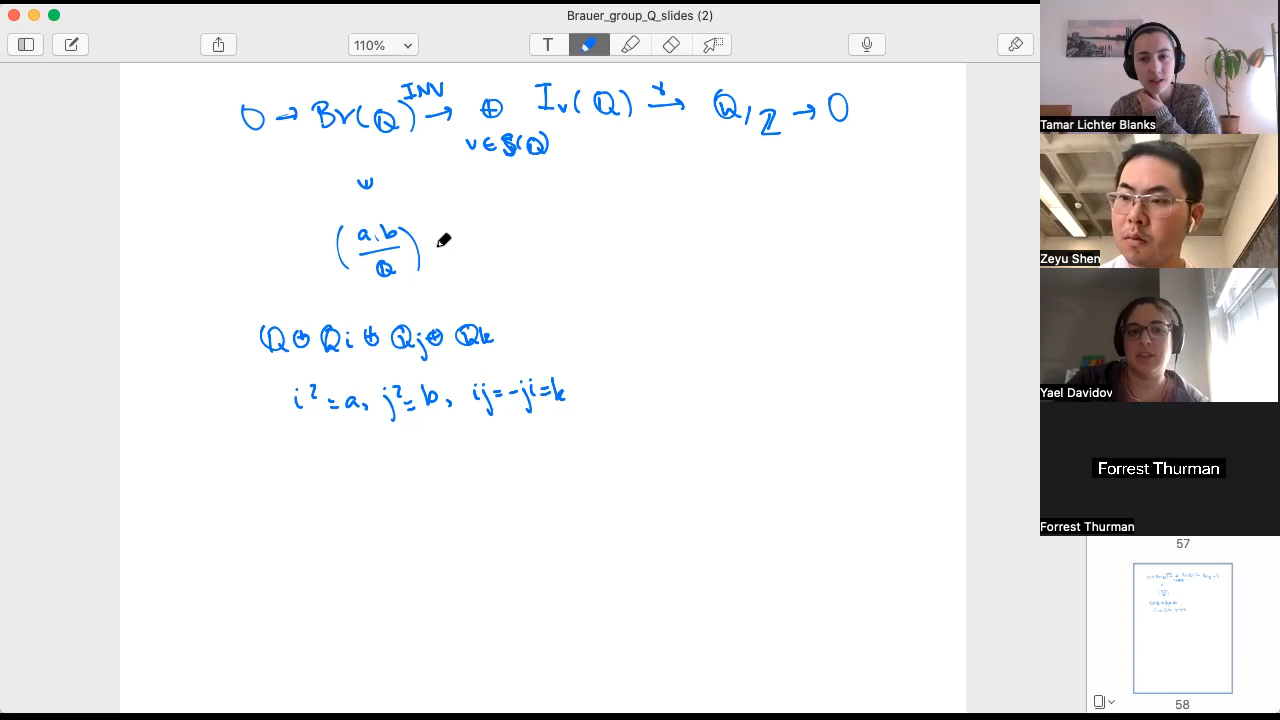 Brauer_group_Q_slides (2)
110%
T
0 → Br(Q) INV → ⊕ I_v(Q) r → Q/Z → 0
v ∈ S(Q)
(a,b / Q)
Q ⊕ Qi ⊕ Qj ⊕ Qk
i² = a, j² = b, ij = -ji = k
Tamar Lichter Blanks
Zeyu Shen
Yael Davidov
Forrest Thurman
Forrest Thurman
57
58